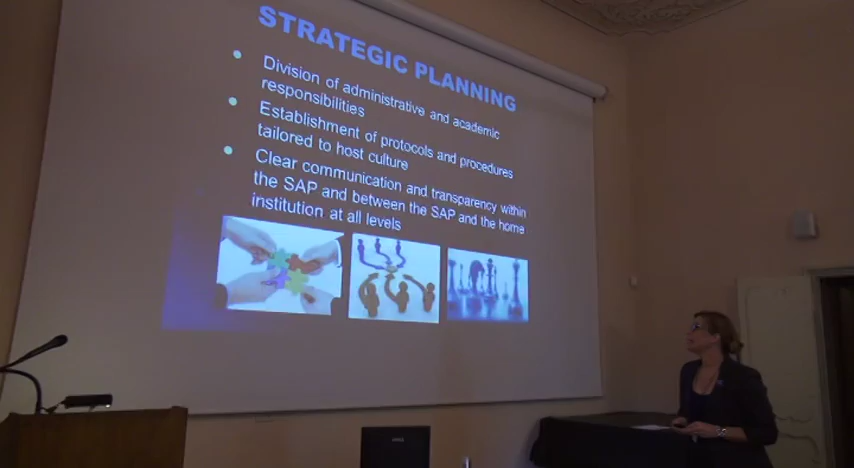 STRATEGIC PLANNING
Division of administrative and academic
responsibilities
Establishment of protocols and procedures
tailored to host culture
Clear communication and transparency within
the SAP and between the SAP and the home
institution at all levels